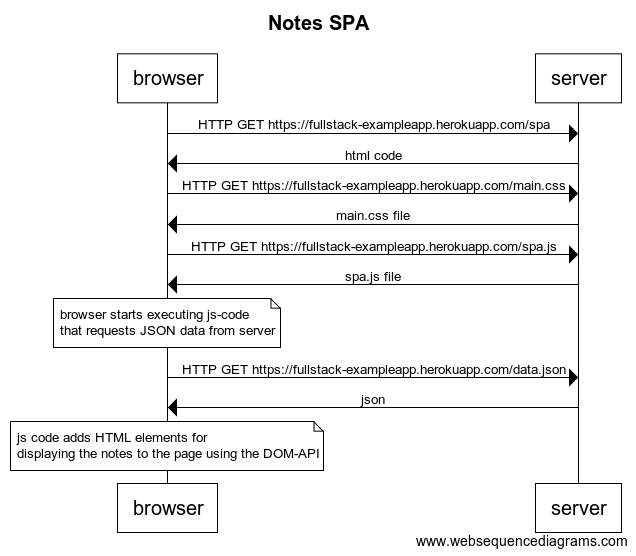 Notes SPA
browser
server
HTTP GET https://fullstack-exampleapp.herokuapp.com/spa
html code
HTTP GET https://fullstack-exampleapp.herokuapp.com/main.css
main.css file
HTTP GET https://fullstack-exampleapp.herokuapp.com/spa.js
spa.js file
browser starts executing js-code
that requests JSON data from server
HTTP GET https://fullstack-exampleapp.herokuapp.com/data.json
json
js code adds HTML elements for
displaying the notes to the page using the DOM-API
browser
server
www.websequencediagrams.com